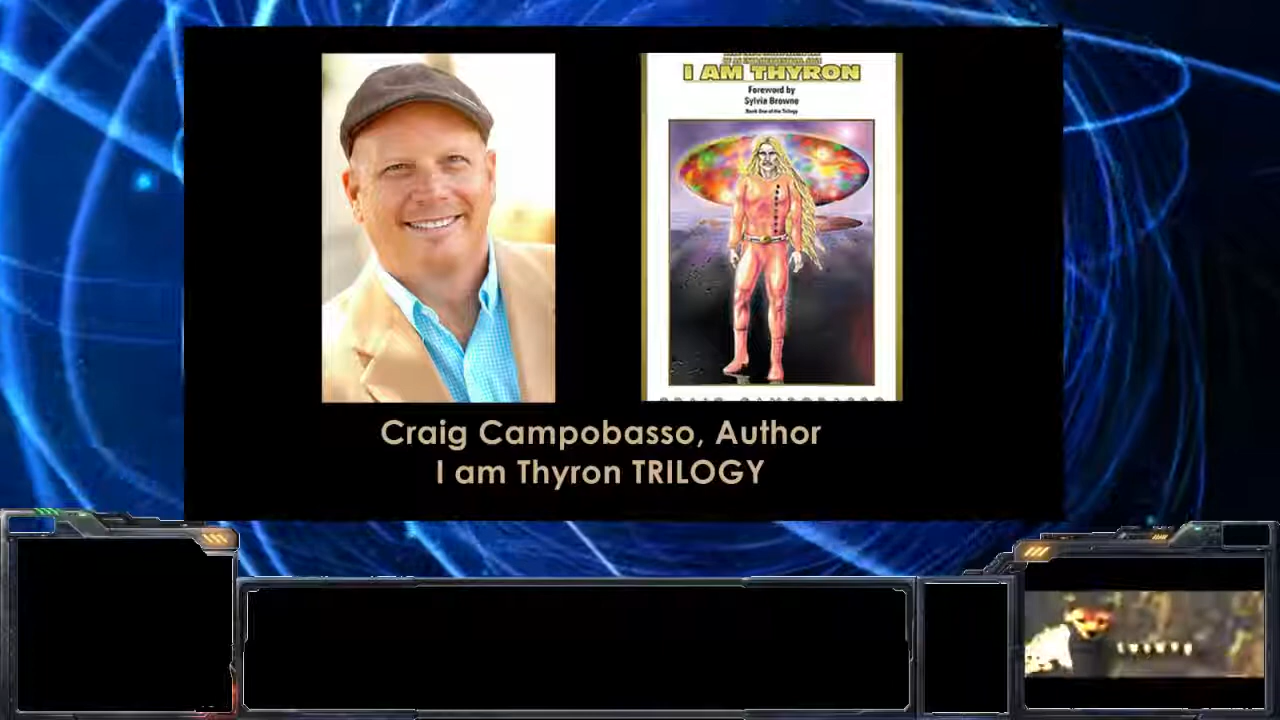 I AM THYRON
Foreword by
Sylvia Browne
Book One of the Trilogy
Craig Campobasso, Author
I am Thyron TRILOGY